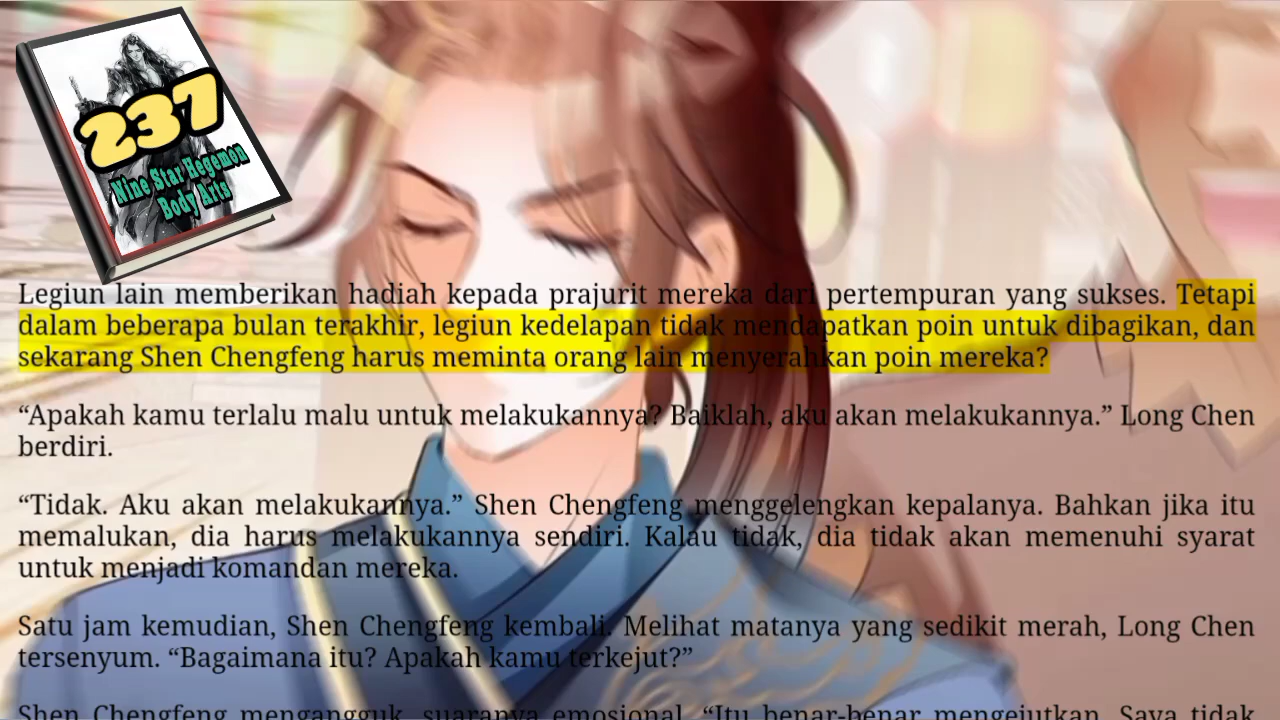 237
Nine Star Hegemon
Body Arts
Legiun lain memberikan hadiah kepada prajurit mereka dari pertempuran yang sukses. Tetapi
dalam beberapa bulan terakhir, legiun kedelapan tidak mendapatkan poin untuk dibagikan, dan
sekarang Shen Chengfeng harus meminta orang lain menyerahkan poin mereka?
“Apakah kamu terlalu malu untuk melakukannya? Baiklah, aku akan melakukannya.” Long Chen
berdiri.
“Tidak. Aku akan melakukannya.” Shen Chengfeng menggelengkan kepalanya. Bahkan jika itu
memalukan, dia harus melakukannya sendiri. Kalau tidak, dia tidak akan memenuhi syarat
untuk menjadi komandan mereka.
Satu jam kemudian, Shen Chengfeng kembali. Melihat matanya yang sedikit merah, Long Chen
tersenyum. “Bagaimana itu? Apakah kamu terkejut?”
Shen Chengfeng mengangguk, suaranya emosional. “Itu benar-benar mengejutkan. Saya tidak